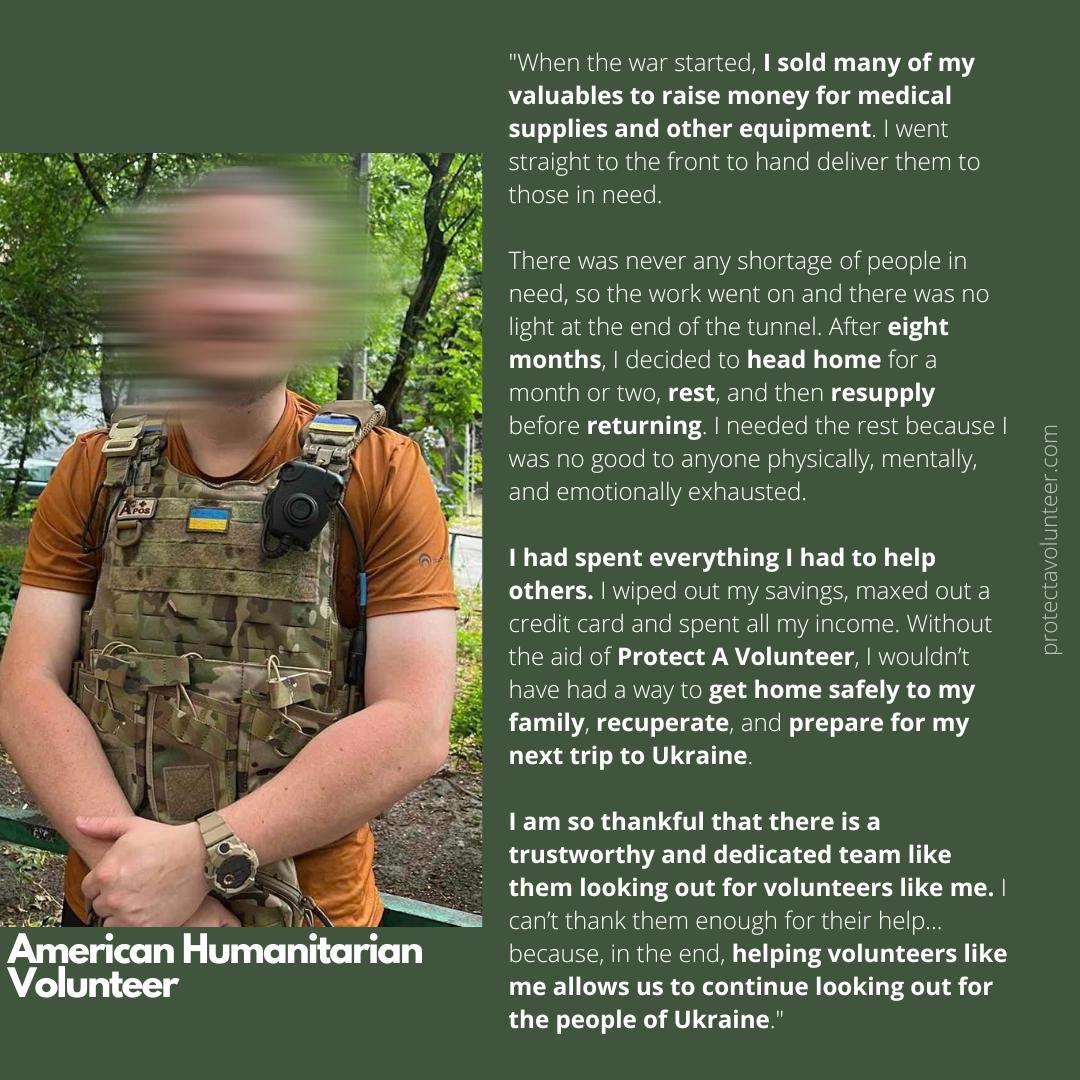 "When the war started, I sold many of my
valuables to raise money for medical
supplies and other equipment. I went
straight to the front to hand deliver them to
those in need.
There was never any shortage of people in
need, so the work went on and there was no
light at the end of the tunnel. After eight
months, I decided to head home for a
month or two, rest, and then resupply
before returning. I needed the rest because I
was no good to anyone physically, mentally,
and emotionally exhausted.
I had spent everything I had to help
others. I wiped out my savings, maxed out a
credit card and spent all my income. Without
the aid of Protect A Volunteer, I wouldn’t
have had a way to get home safely to my
family, recuperate, and prepare for my
next trip to Ukraine.
I am so thankful that there is a
trustworthy and dedicated team like
them looking out for volunteers like me. I
can’t thank them enough for their help...
because, in the end, helping volunteers like
me allows us to continue looking out for
the people of Ukraine."
protectavolunteer.com
A+
POS
American Humanitarian
Volunteer